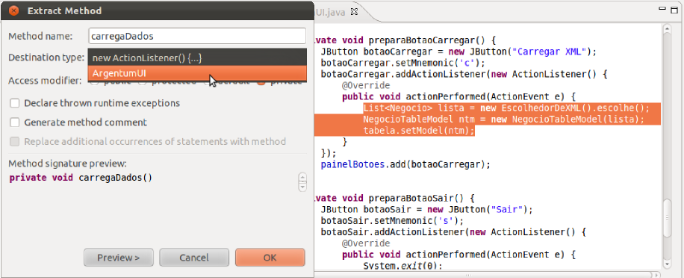 Extract Method
Method name:
carregaDados
Destination type:
new ActionListener() {...}
ArgentumUI
Access modifier:
Declare thrown runtime exceptions
Generate method comment
Replace additional occurrences of statements with method
Method signature preview:
private void carregaDados()
Preview >
Cancel
OK
UI.java
ivate void preparaBotaoCarregar() {
JButton botaoCarregar = new JButton("Carregar XML");
botaoCarregar.setMnemonic('c');
botaoCarregar.addActionListener(new ActionListener() {
@Override
public void actionPerformed(ActionEvent e) {
List<Negocio> lista = new EscolhedorDeXML().escolhe();
NegocioTableModel ntm = new NegocioTableModel(lista);
tabela.setModel(ntm);
}
});
painelBotoes.add(botaoCarregar);
ivate void preparaBotaoSair() {
JButton botaoSair = new JButton("Sair");
botaoSair.setMnemonic('s');
botaoSair.addActionListener(new ActionListener() {
@Override
public void actionPerformed(ActionEvent e) {
System.exit(0);